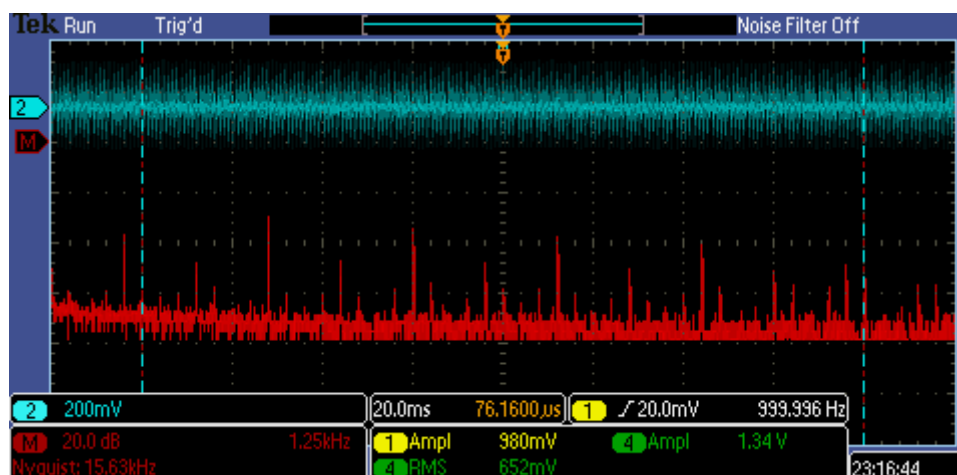 Tek Run Trig'd Noise Filter Off
T
T
2
M
2 200mV 20.0ms 76.1600µs 1 20.0mV 999.996 Hz
M 20.0 dB 1.25kHz 1 Ampl 980mV 4 Ampl 1.34 V
Nyquist: 15.63kHz 4 RMS 652mV 23:16:44